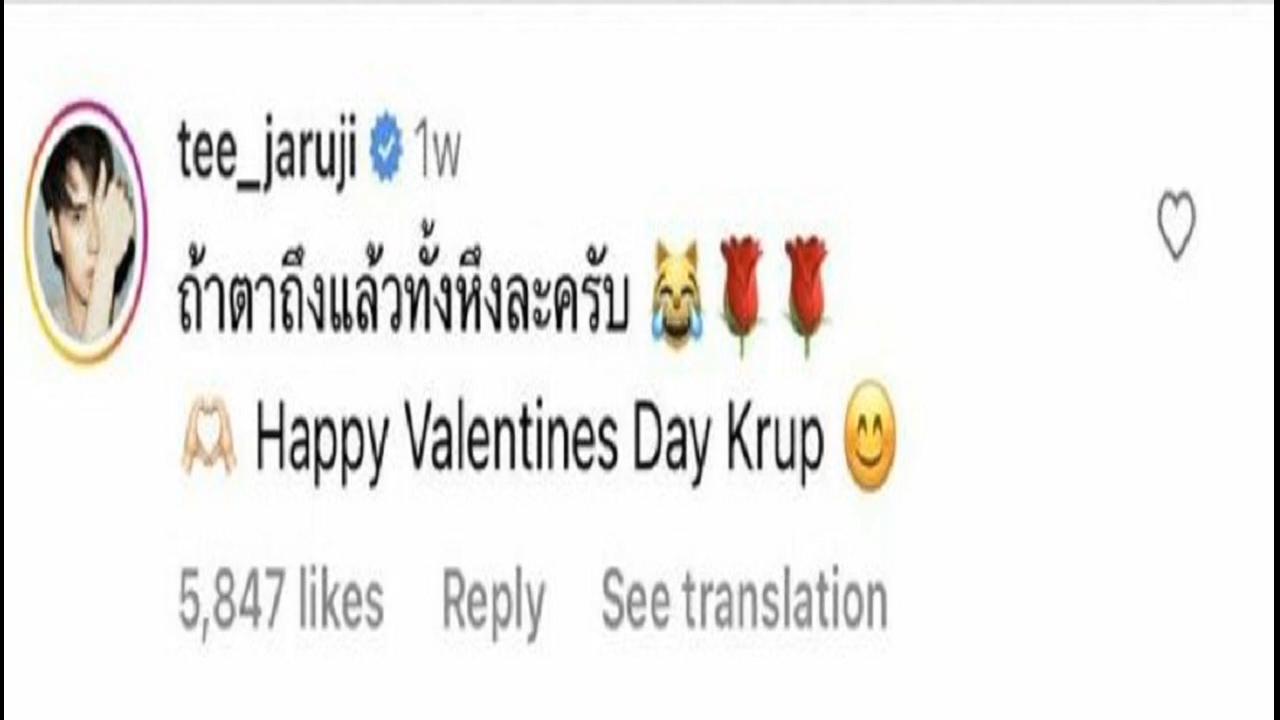 tee_jaruji 1w
ถ้าตาถึงแล้วทั้งหึงละครับ 😹🌹🌹
🫶🏻 Happy Valentines Day Krup 😊
5,847 likes Reply See translation